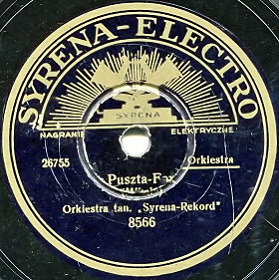 SYRENA-ELECTRO
SYRENA
NAGRANIE ELEKTRYCZNE
26755 Orkiestra
Puszta-Fox
Orkiestra tan. „Syrena-Rekord"
8566